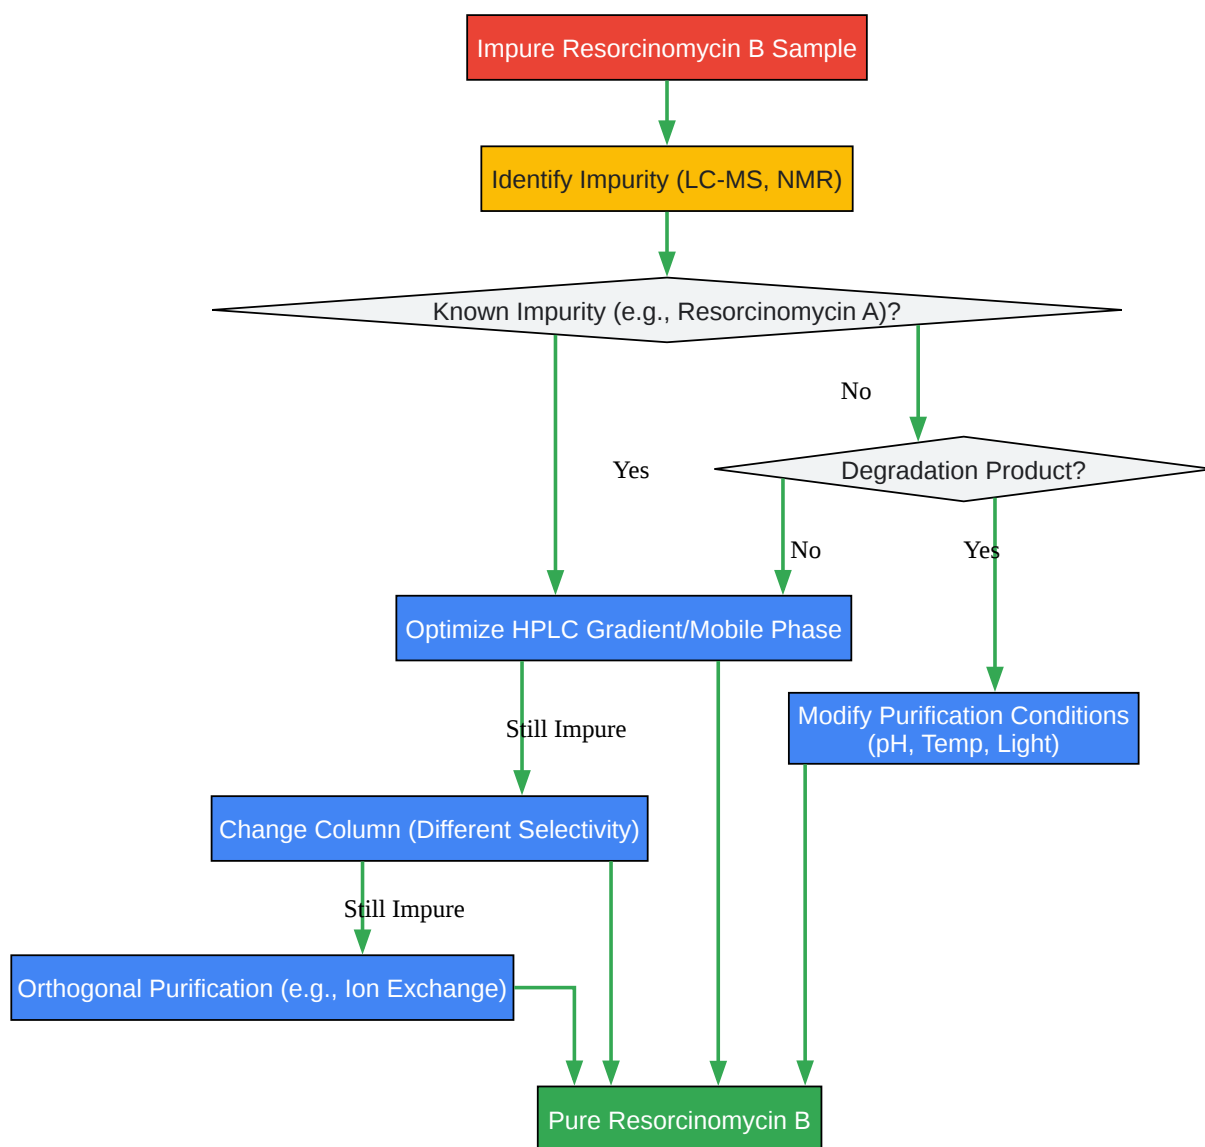 Impure Resorcinomycin B Sample
Identify Impurity (LC-MS, NMR)
Known Impurity (e.g., Resorcinomycin A)?
No
Yes
Degradation Product?
No
Yes
Optimize HPLC Gradient/Mobile Phase
Still Impure
Modify Purification Conditions
(pH, Temp, Light)
Change Column (Different Selectivity)
Still Impure
Orthogonal Purification (e.g., Ion Exchange)
Pure Resorcinomycin B